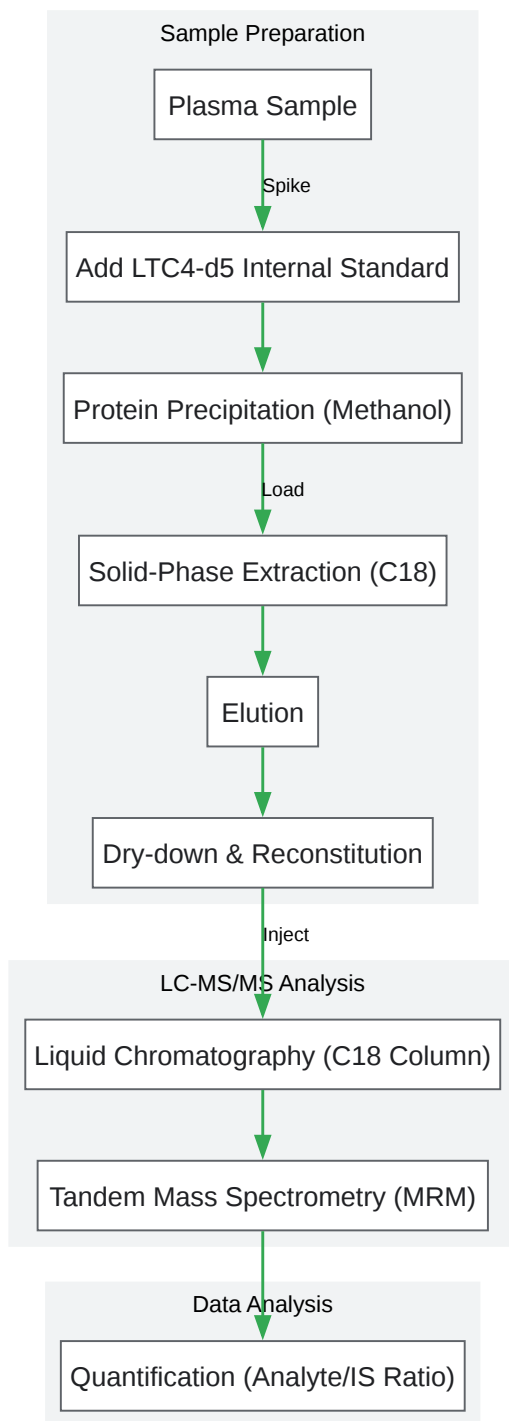 Sample Preparation
Plasma Sample
Spike
Add LTC4-d5 Internal Standard
Protein Precipitation (Methanol)
Load
Solid-Phase Extraction (C18)
Elution
Dry-down & Reconstitution
Inject
LC-MS/MS Analysis
Liquid Chromatography (C18 Column)
Tandem Mass Spectrometry (MRM)
Data Analysis
Quantification (Analyte/IS Ratio)